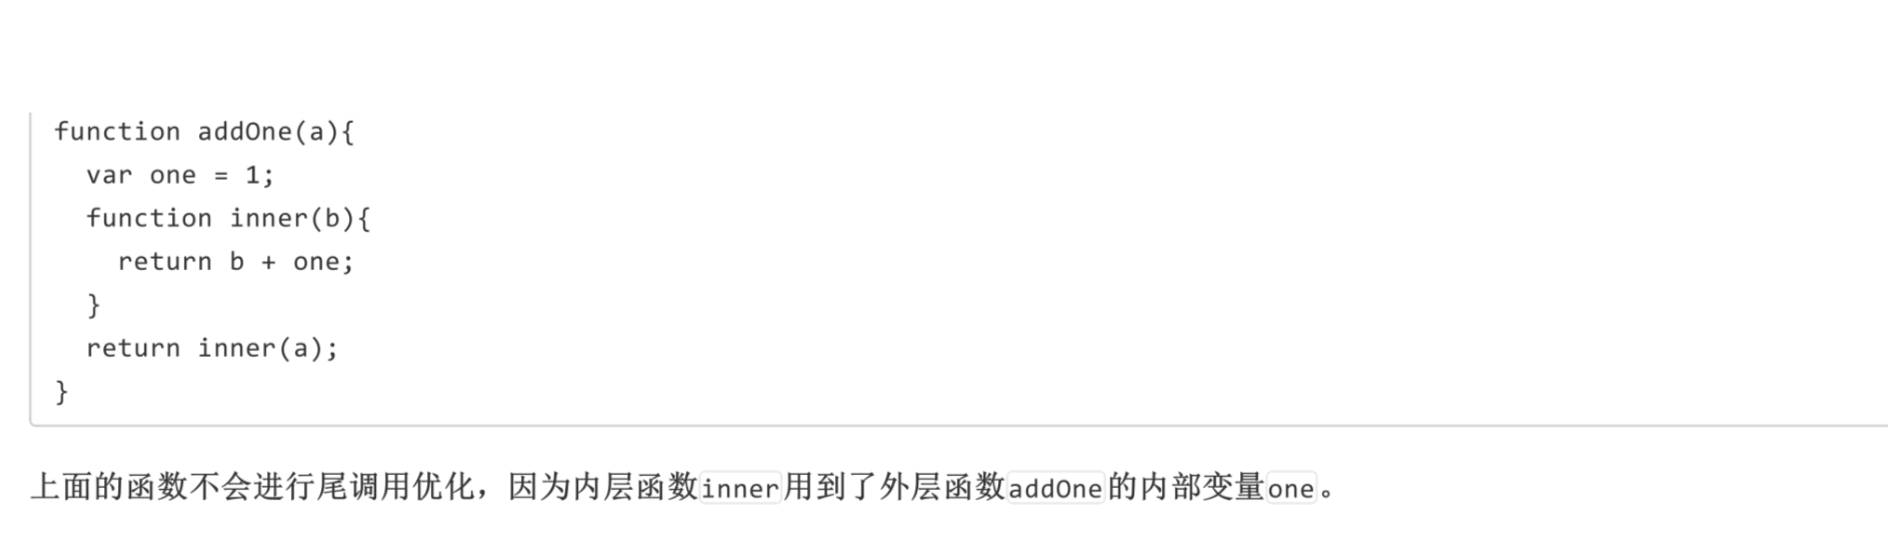 function addOne(a){
  var one = 1;
  function inner(b){
    return b + one;
  }
  return inner(a);
}
上面的函数不会进行尾调用优化，因为内层函数inner用到了外层函数addOne的内部变量one。